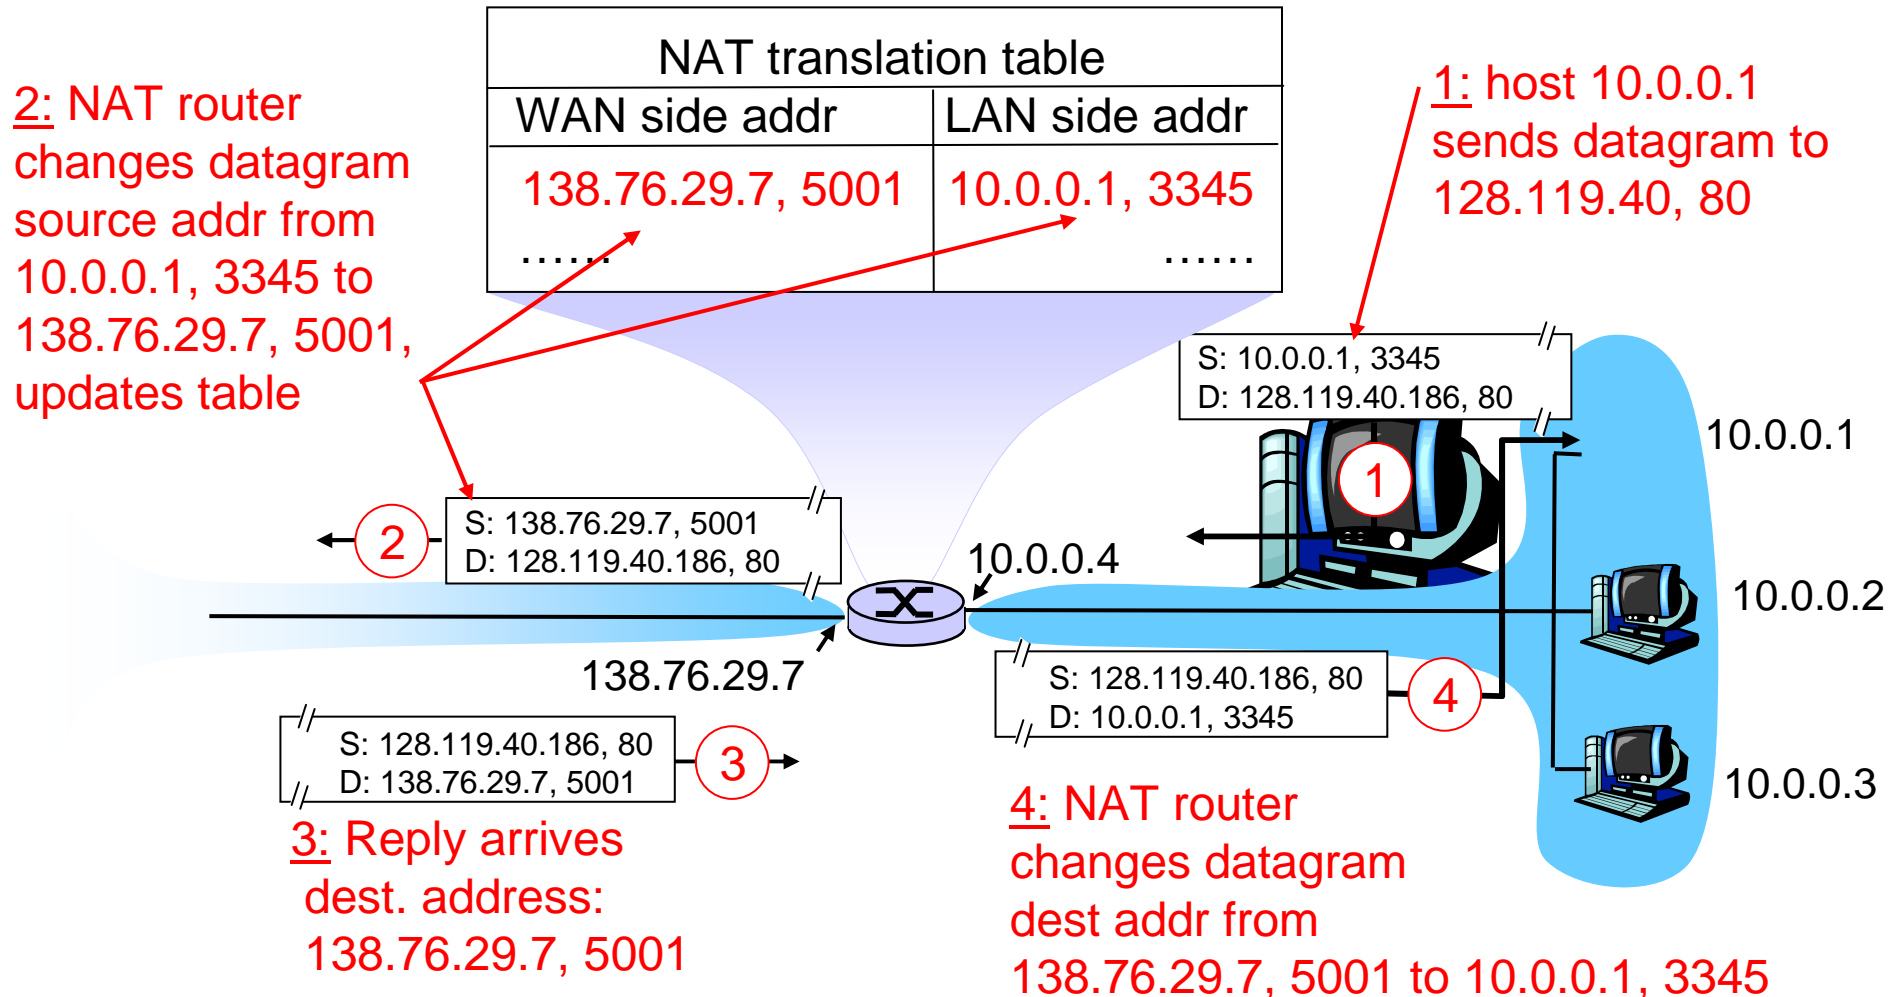 NAT translation table
WAN side addr LAN side addr
138.76.29.7, 5001 10.0.0.1, 3345
...... ......
2: NAT router
changes datagram
source addr from
10.0.0.1, 3345 to
138.76.29.7, 5001,
updates table
1: host 10.0.0.1
sends datagram to
128.119.40, 80
S: 10.0.0.1, 3345
D: 128.119.40.186, 80
10.0.0.1
1
2
S: 138.76.29.7, 5001
D: 128.119.40.186, 80
10.0.0.4
10.0.0.2
138.76.29.7
S: 128.119.40.186, 80
D: 10.0.0.1, 3345
4
S: 128.119.40.186, 80
D: 138.76.29.7, 5001
3
10.0.0.3
3: Reply arrives
dest. address:
138.76.29.7, 5001
4: NAT router
changes datagram
dest addr from
138.76.29.7, 5001 to 10.0.0.1, 3345